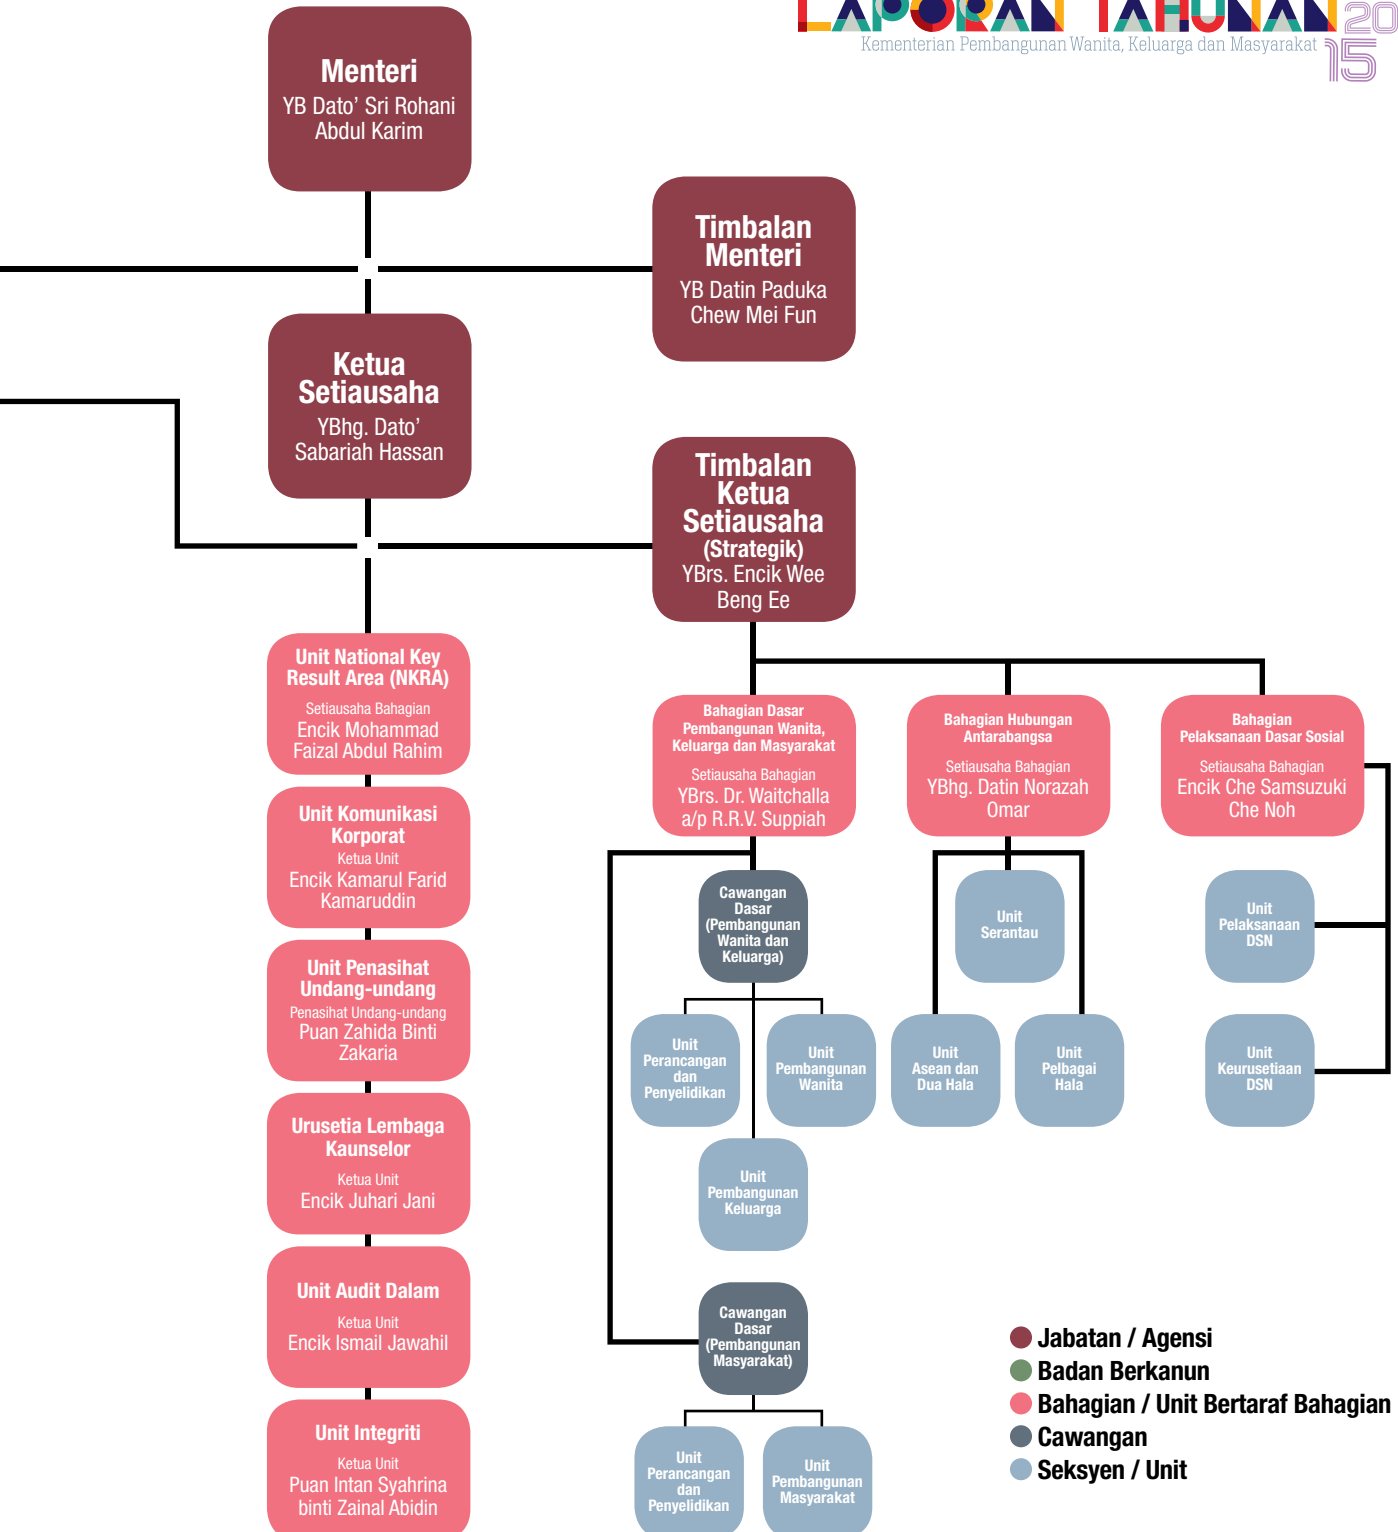 LAPORAN TAHUNAN 20
15
Kementerian Pembangunan Wanita, Keluarga dan Masyarakat
Menteri
YB Dato’ Sri Rohani
Abdul Karim
Timbalan
Menteri
YB Datin Paduka
Chew Mei Fun
Ketua
Setiausaha
YBhg. Dato’
Sabariah Hassan
Timbalan
Ketua
Setiausaha
(Strategik)
YBrs. Encik Wee
Beng Ee
Unit National Key
Result Area (NKRA)
Setiausaha Bahagian
Encik Mohammad
Faizal Abdul Rahim
Unit Komunikasi
Korporat
Ketua Unit
Encik Kamarul Farid
Kamaruddin
Unit Penasihat
Undang-undang
Penasihat Undang-undang
Puan Zahida Binti
Zakaria
Urusetia Lembaga
Kaunselor
Ketua Unit
Encik Juhari Jani
Unit Audit Dalam
Ketua Unit
Encik Ismail Jawahil
Unit Integriti
Ketua Unit
Puan Intan Syahrina
binti Zainal Abidin
Bahagian Dasar
Pembangunan Wanita,
Keluarga dan Masyarakat
Setiausaha Bahagian
YBrs. Dr. Waitchalla
a/p R.R.V. Suppiah
Cawangan
Dasar
(Pembangunan
Wanita dan
Keluarga)
Unit
Perancangan
dan
Penyelidikan
Unit
Pembangunan
Wanita
Unit
Pembangunan
Keluarga
Cawangan
Dasar
(Pembangunan
Masyarakat)
Unit
Perancangan
dan
Penyelidikan
Unit
Pembangunan
Masyarakat
Bahagian Hubungan
Antarabangsa
Setiausaha Bahagian
YBhg. Datin Norazah
Omar
Unit
Serantau
Unit
Asean dan
Dua Hala
Unit
Pelbagai
Hala
Bahagian
Pelaksanaan Dasar Sosial
Setiausaha Bahagian
Encik Che Samsuzuki
Che Noh
Unit
Pelaksanaan
DSN
Unit
Keurusetiaan
DSN
Jabatan / Agensi
Badan Berkanun
Bahagian / Unit Bertaraf Bahagian
Cawangan
Seksyen / Unit